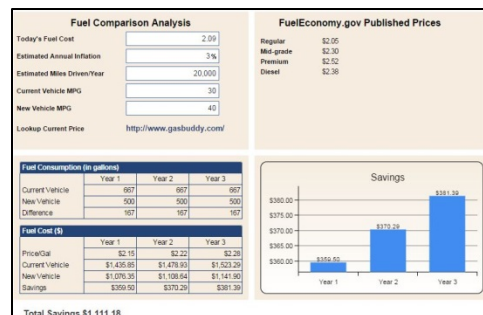 Fuel Comparison Analysis
Today's Fuel Cost 2.09
Estimated Annual Inflation 3%
Estimated Miles Driven/Year 20,000
Current Vehicle MPG 30
New Vehicle MPG 40
Lookup Current Price http://www.gasbuddy.com/
FuelEconomy.gov Published Prices
Regular $2.05
Mid-grade $2.30
Premium $2.52
Diesel $2.38
Fuel Consumption (in gallons)
Year 1 Year 2 Year 3
Current Vehicle 667 667 667
New Vehicle 500 500 500
Difference 167 167 167
Fuel Cost ($)
Year 1 Year 2 Year 3
Price/Gal $2.15 $2.22 $2.28
Current Vehicle $1,435.85 $1,478.93 $1,523.29
New Vehicle $1,076.35 $1,108.64 $1,141.90
Savings $359.50 $370.29 $381.39
Savings
$381.39
$380.00
$375.00
$370.29
$370.00
$365.00
$359.50
$360.00
Year 1 Year 2 Year 3
Total Savings $1,111.18